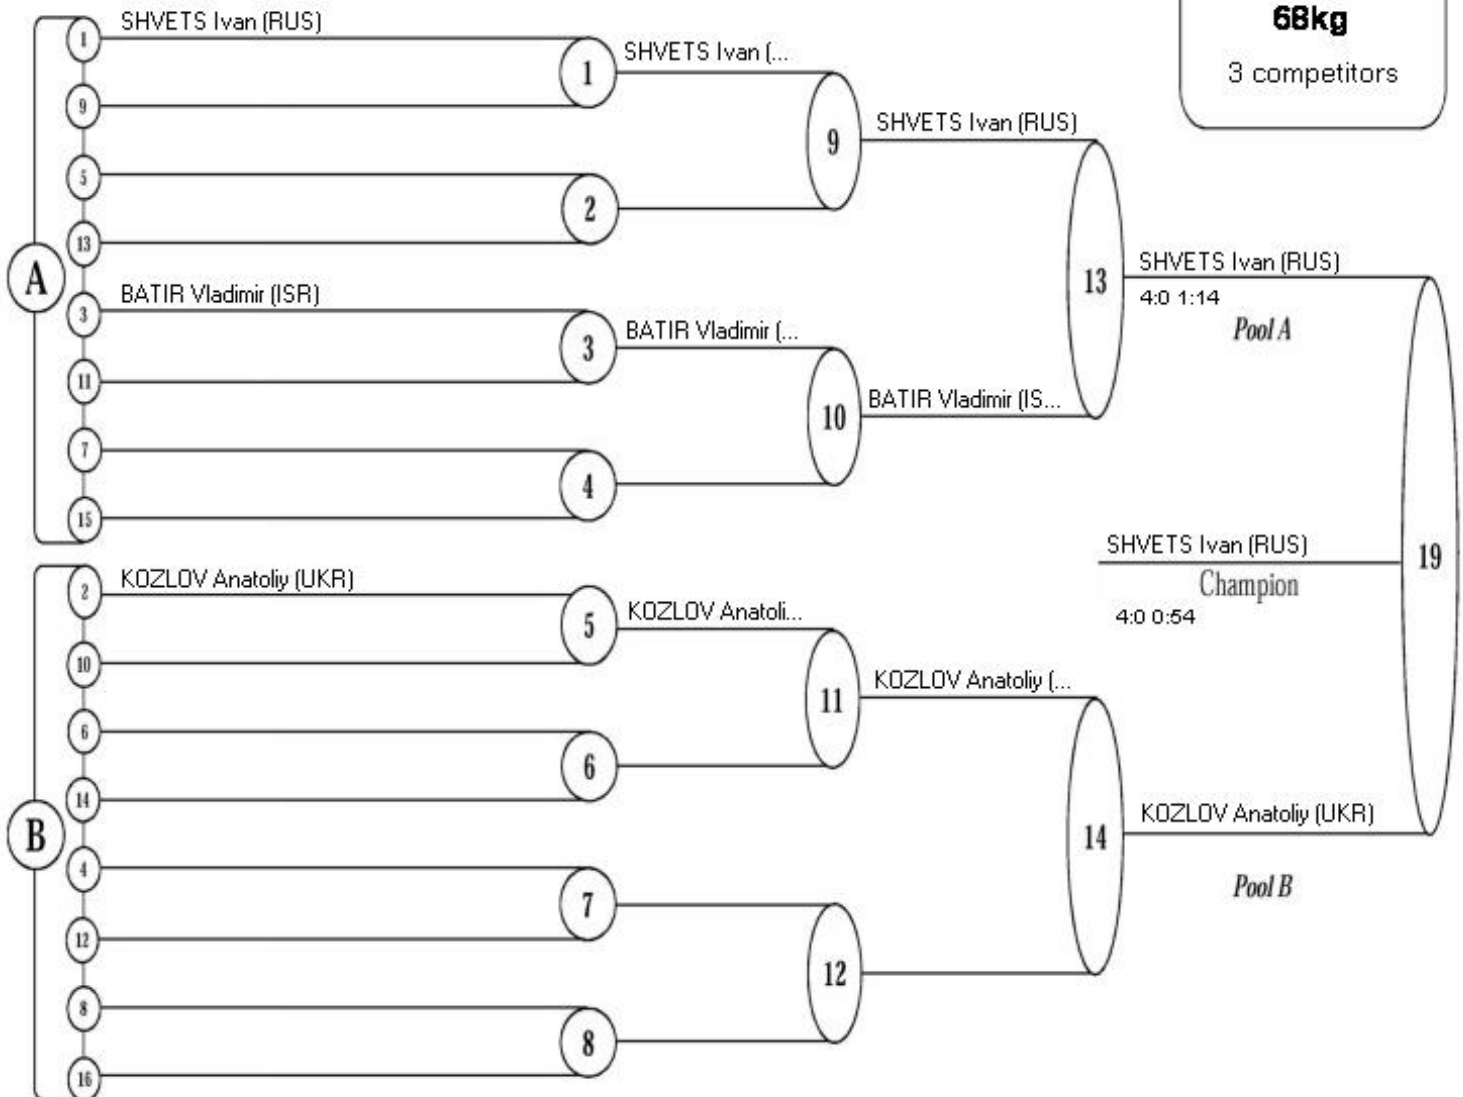 68kg
3 competitors
A
1
SHVETS Ivan (RUS)
9
5
13
3
BATIR Vladimir (ISR)
11
7
15
1
2
3
4
SHVETS Ivan (...
BATIR Vladimir (...
9
10
SHVETS Ivan (RUS)
BATIR Vladimir (IS...
13
SHVETS Ivan (RUS)
4:0 1:14
Pool A
B
2
KOZLOV Anatoliy (UKR)
10
6
14
4
12
8
16
5
6
7
8
KOZLOV Anatoli...
11
12
KOZLOV Anatoliy (...
14
KOZLOV Anatoliy (UKR)
Pool B
19
SHVETS Ivan (RUS)
Champion
4:0 0:54